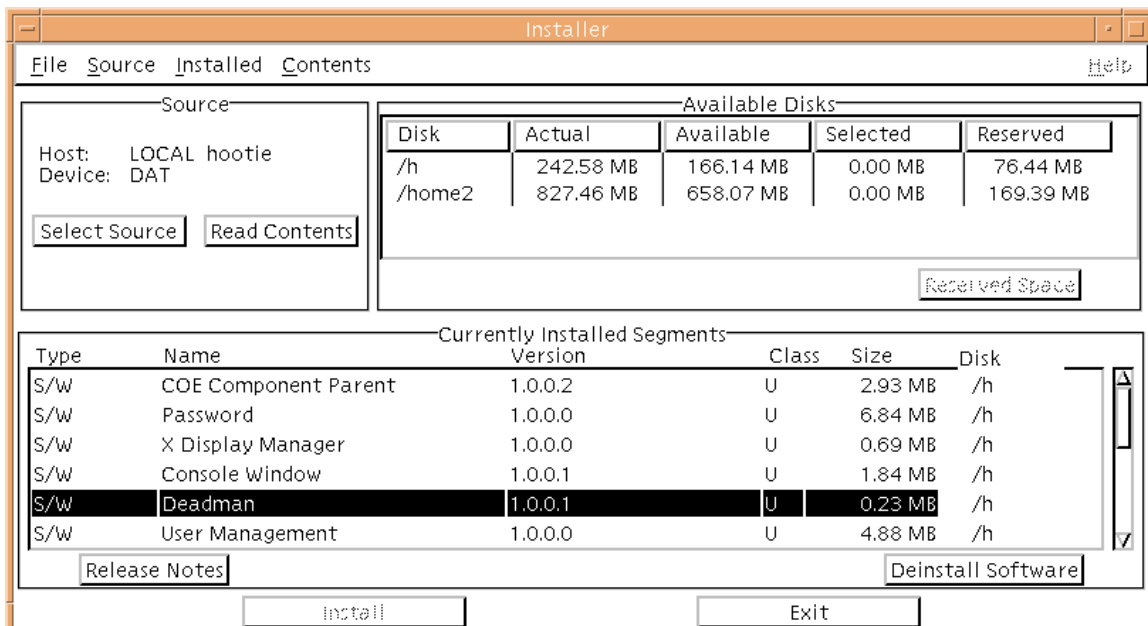 Installer
File Source Installed Contents Help
Source
Host: LOCAL hootie
Device: DAT
Select Source Read Contents
Available Disks
Disk Actual Available Selected Reserved
/h 242.58 MB 166.14 MB 0.00 MB 76.44 MB
/home2 827.46 MB 658.07 MB 0.00 MB 169.39 MB
Reserved Space
Currently Installed Segments
Type Name Version Class Size Disk
S/W COE Component Parent 1.0.0.2 U 2.93 MB /h
S/W Password 1.0.0.0 U 6.84 MB /h
S/W X Display Manager 1.0.0.0 U 0.69 MB /h
S/W Console Window 1.0.0.1 U 1.84 MB /h
S/W Deadman 1.0.0.1 U 0.23 MB /h
S/W User Management 1.0.0.0 U 4.88 MB /h
Release Notes Deinstall Software
Install Exit